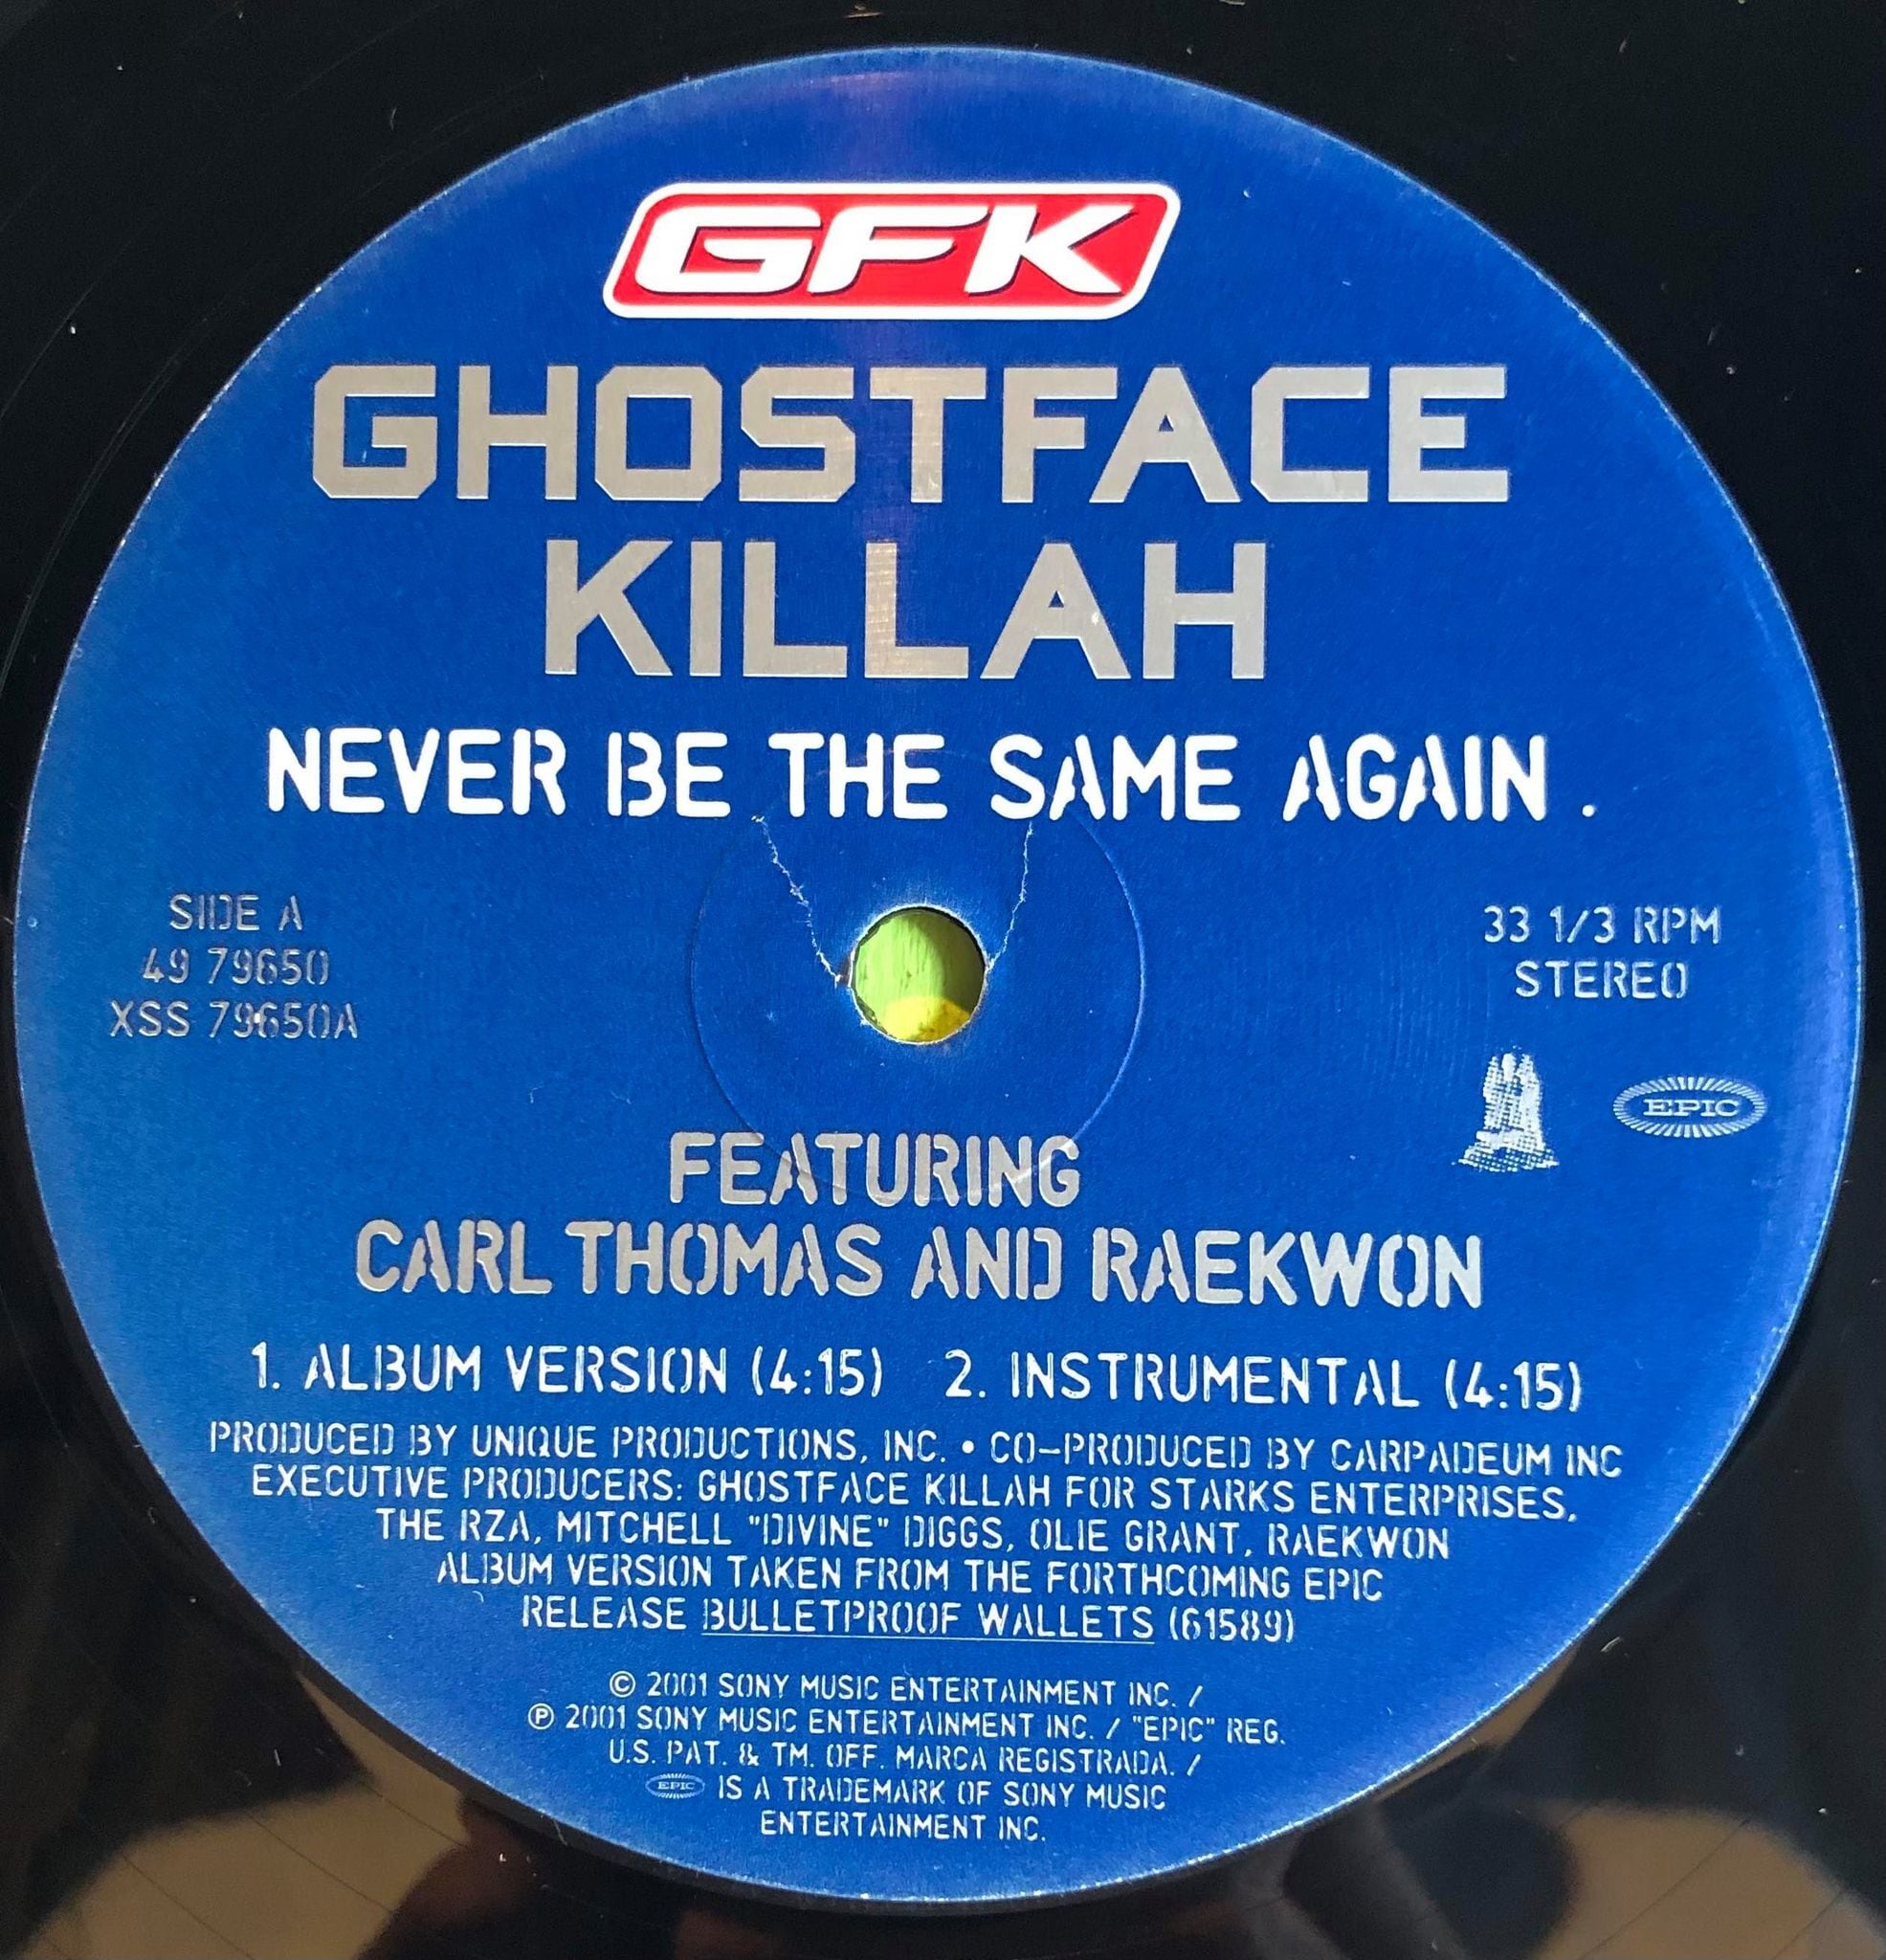 GFK
GHOSTFACE
KILLAH
NEVER BE THE SAME AGAIN .
SIDE A
49 79650
XSS 79650A
33 1/3 RPM
STEREO
EPIC
FEATURING
CARL THOMAS AND RAEKWON
1. ALBUM VERSION (4:15) 2. INSTRUMENTAL (4:15)
PRODUCED BY UNIQUE PRODUCTIONS, INC. • CO-PRODUCED BY CARPADEUM INC
EXECUTIVE PRODUCERS: GHOSTFACE KILLAH FOR STARKS ENTERPRISES,
THE RZA, MITCHELL "DIVINE" DIGGS, OLIE GRANT, RAEKWON
ALBUM VERSION TAKEN FROM THE FORTHCOMING EPIC
RELEASE BULLETPROOF WALLETS (61589)
© 2001 SONY MUSIC ENTERTAINMENT INC. /
℗ 2001 SONY MUSIC ENTERTAINMENT INC. / "EPIC" REG.
U.S. PAT. & TM. OFF. MARCA REGISTRADA. /
EPIC IS A TRADEMARK OF SONY MUSIC
ENTERTAINMENT INC.